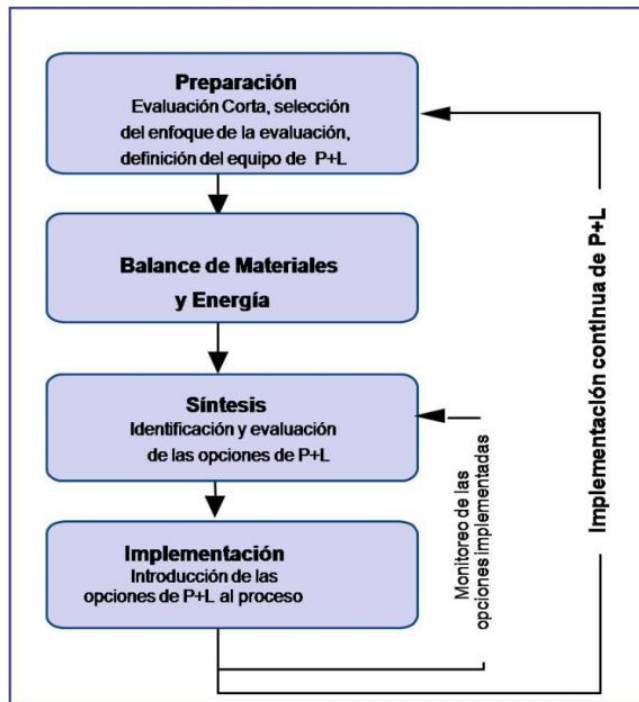 Preparación
Evaluación Corta, selección
del enfoque de la evaluación,
definición del equipo de P+L
Balance de Materiales
y Energía
Síntesis
Identificación y evaluación
de las opciones de P+L
Implementación
Introducción de las
opciones de P+L al proceso
Monitoreo de las
opciones implementadas
Implementación continua de P+L